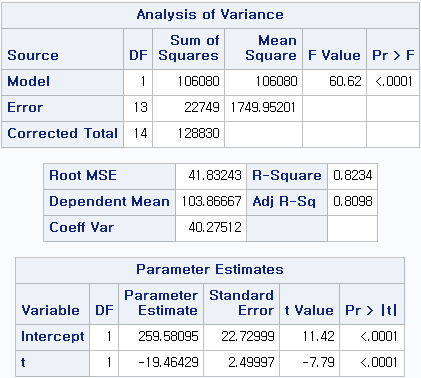 Analysis of Variance
Source DF Sum of Squares Mean Square F Value Pr > F
Model 1 106080 106080 60.62 <.0001
Error 13 22749 1749.95201
Corrected Total 14 128830
Root MSE 41.83243 R-Square 0.8234
Dependent Mean 103.86667 Adj R-Sq 0.8098
Coeff Var 40.27512
Parameter Estimates
Variable DF Parameter Estimate Standard Error t Value Pr > |t|
Intercept 1 259.58095 22.72999 11.42 <.0001
t 1 -19.46429 2.49997 -7.79 <.0001